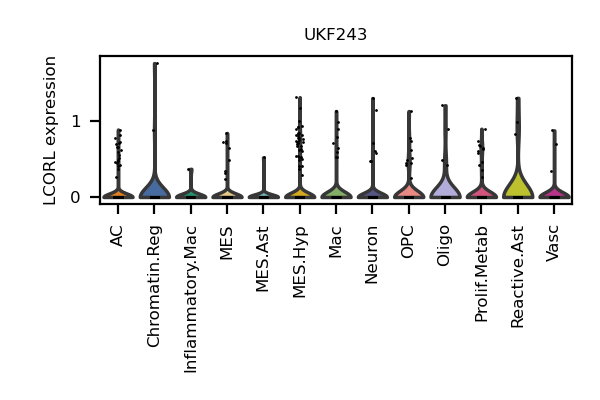 UKF243
LCORL expression
1
0
AC
Chromatin.Reg
Inflammatory.Mac
MES
MES.Ast
MES.Hyp
Mac
Neuron
OPC
Oligo
Prolif.Metab
Reactive.Ast
Vasc